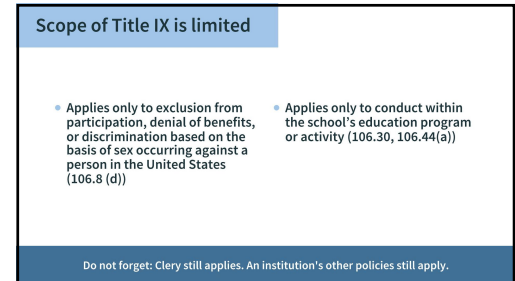 Scope of Title IX is limited
Applies only to exclusion from
participation, denial of benefits,
or discrimination based on the
basis of sex occurring against a
person in the United States
(106.8 (d))
Applies only to conduct within
the school's education program
or activity (106.30, 106.44(a))
Do not forget: Clery still applies. An institution's other policies still apply.